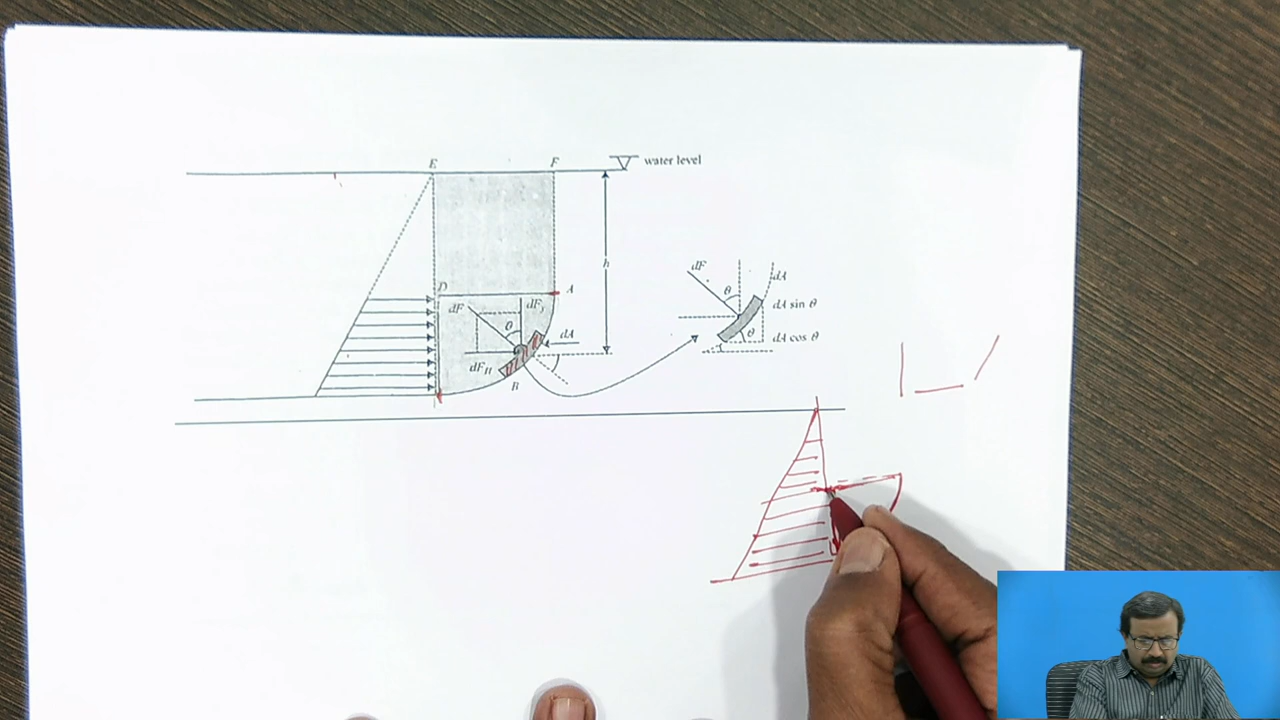 E F water level
h
D A
dF dF
θ dA
dF_H
B
dF θ dA
dA sin θ
θ
dA cos θ